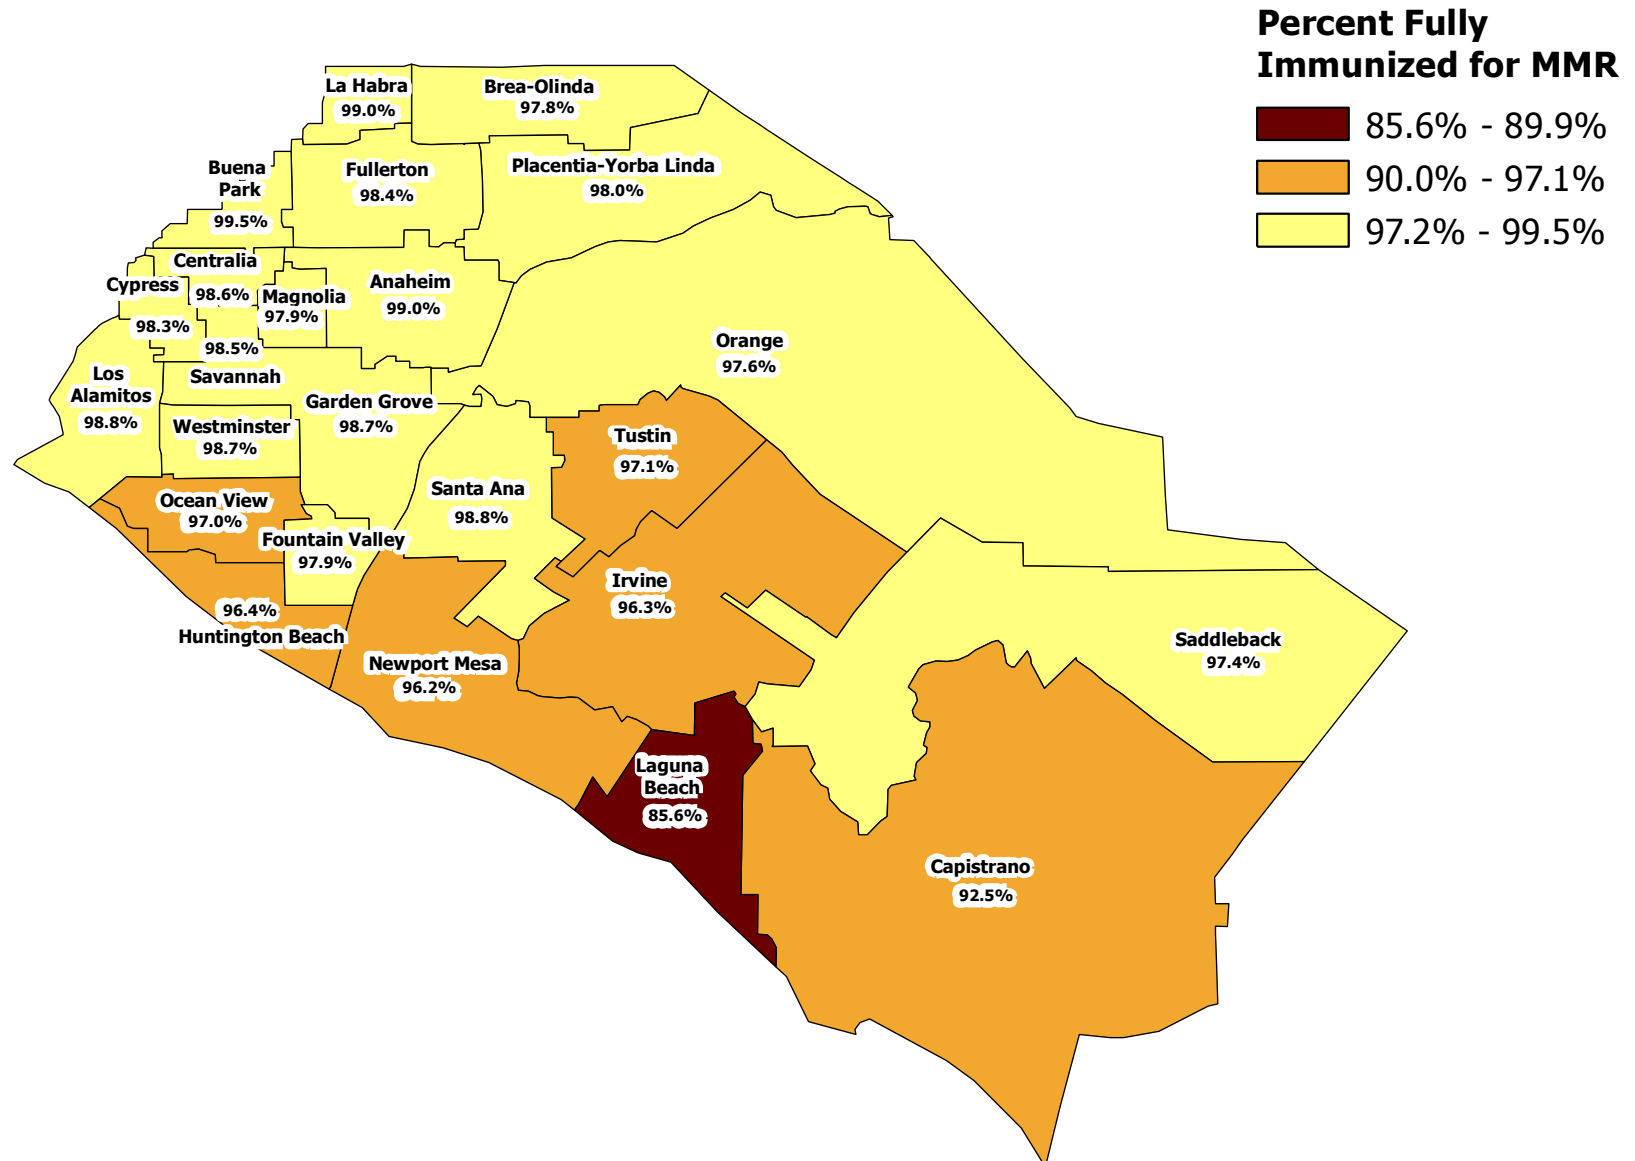 Percent Fully
Immunized for MMR
85.6% - 89.9%
90.0% - 97.1%
97.2% - 99.5%
La Habra
99.0%
Brea-Olinda
97.8%
Buena
Park
99.5%
Fullerton
98.4%
Placentia-Yorba Linda
98.0%
Centralia
98.6%
Cypress
98.3%
Magnolia
97.9%
Anaheim
99.0%
98.5%
Savannah
Orange
97.6%
Los
Alamitos
98.8%
Garden Grove
98.7%
Westminster
98.7%
Tustin
97.1%
Santa Ana
98.8%
Ocean View
97.0%
Fountain Valley
97.9%
Irvine
96.3%
96.4%
Huntington Beach
Newport Mesa
96.2%
Saddleback
97.4%
Laguna
Beach
85.6%
Capistrano
92.5%